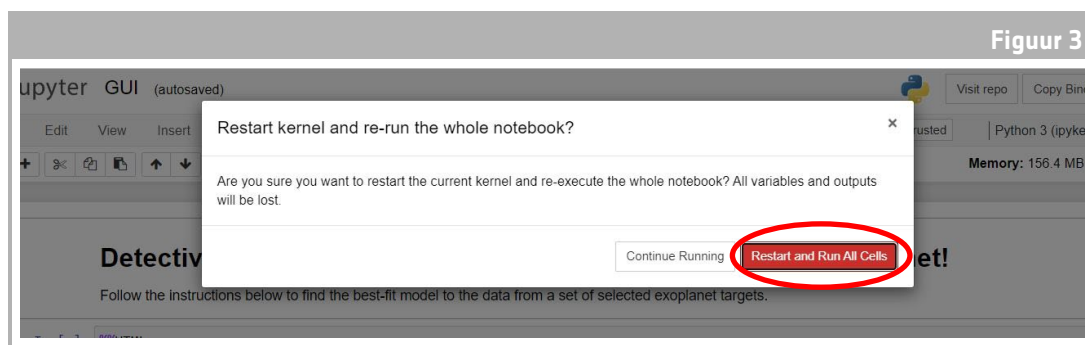 Figuur 3
upyter GUI (autosaved)
Visit repo Copy Bin
Restart kernel and re-run the whole notebook? ×
Edit View Insert rusted Python 3 (ipyke
Memory: 156.4 MB
Are you sure you want to restart the current kernel and re-execute the whole notebook? All variables and outputs
will be lost.
Continue Running Restart and Run All Cells
Detectiv et!
Follow the instructions below to find the best-fit model to the data from a set of selected exoplanet targets.